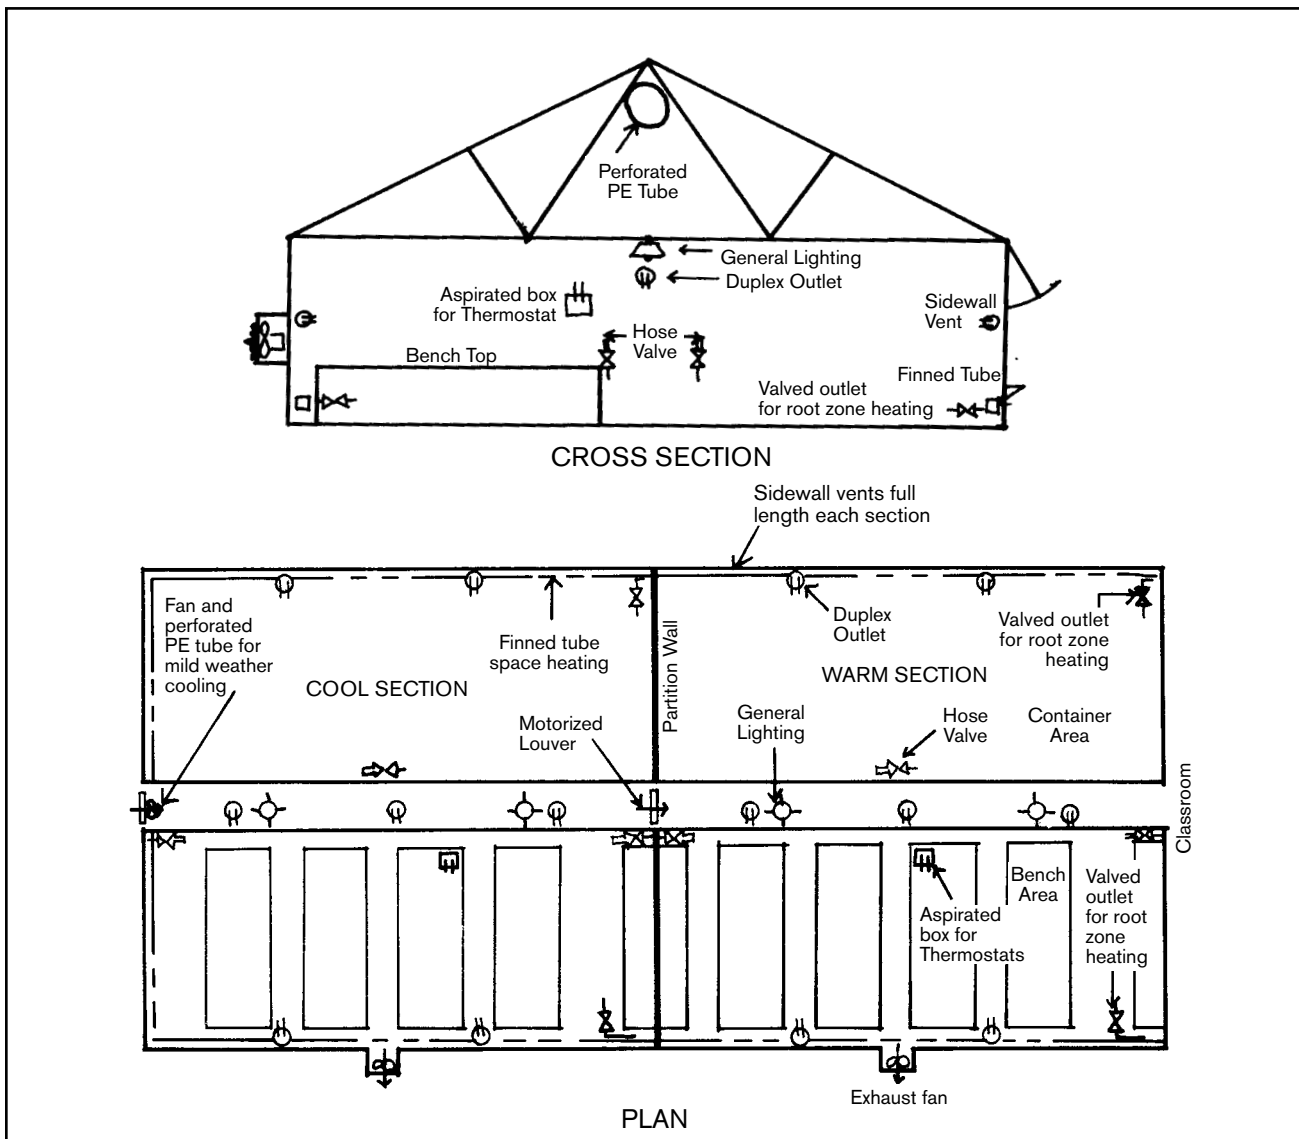 Perforated
PE Tube
General Lighting
Duplex Outlet
Aspirated box
for Thermostat
Sidewall
Vent
Hose
Valve
Bench Top
Finned Tube
Valved outlet
for root zone heating
CROSS SECTION
Sidewall vents full
length each section
Fan and
perforated
PE tube for
mild weather
cooling
Finned tube
space heating
Partition Wall
Duplex
Outlet
Valved outlet
for root zone
heating
COOL SECTION
WARM SECTION
Motorized
Louver
General
Lighting
Hose
Valve
Container
Area
Classroom
Bench
Area
Aspirated
box for
Thermostats
Valved
outlet
for root
zone
heating
Exhaust fan
PLAN